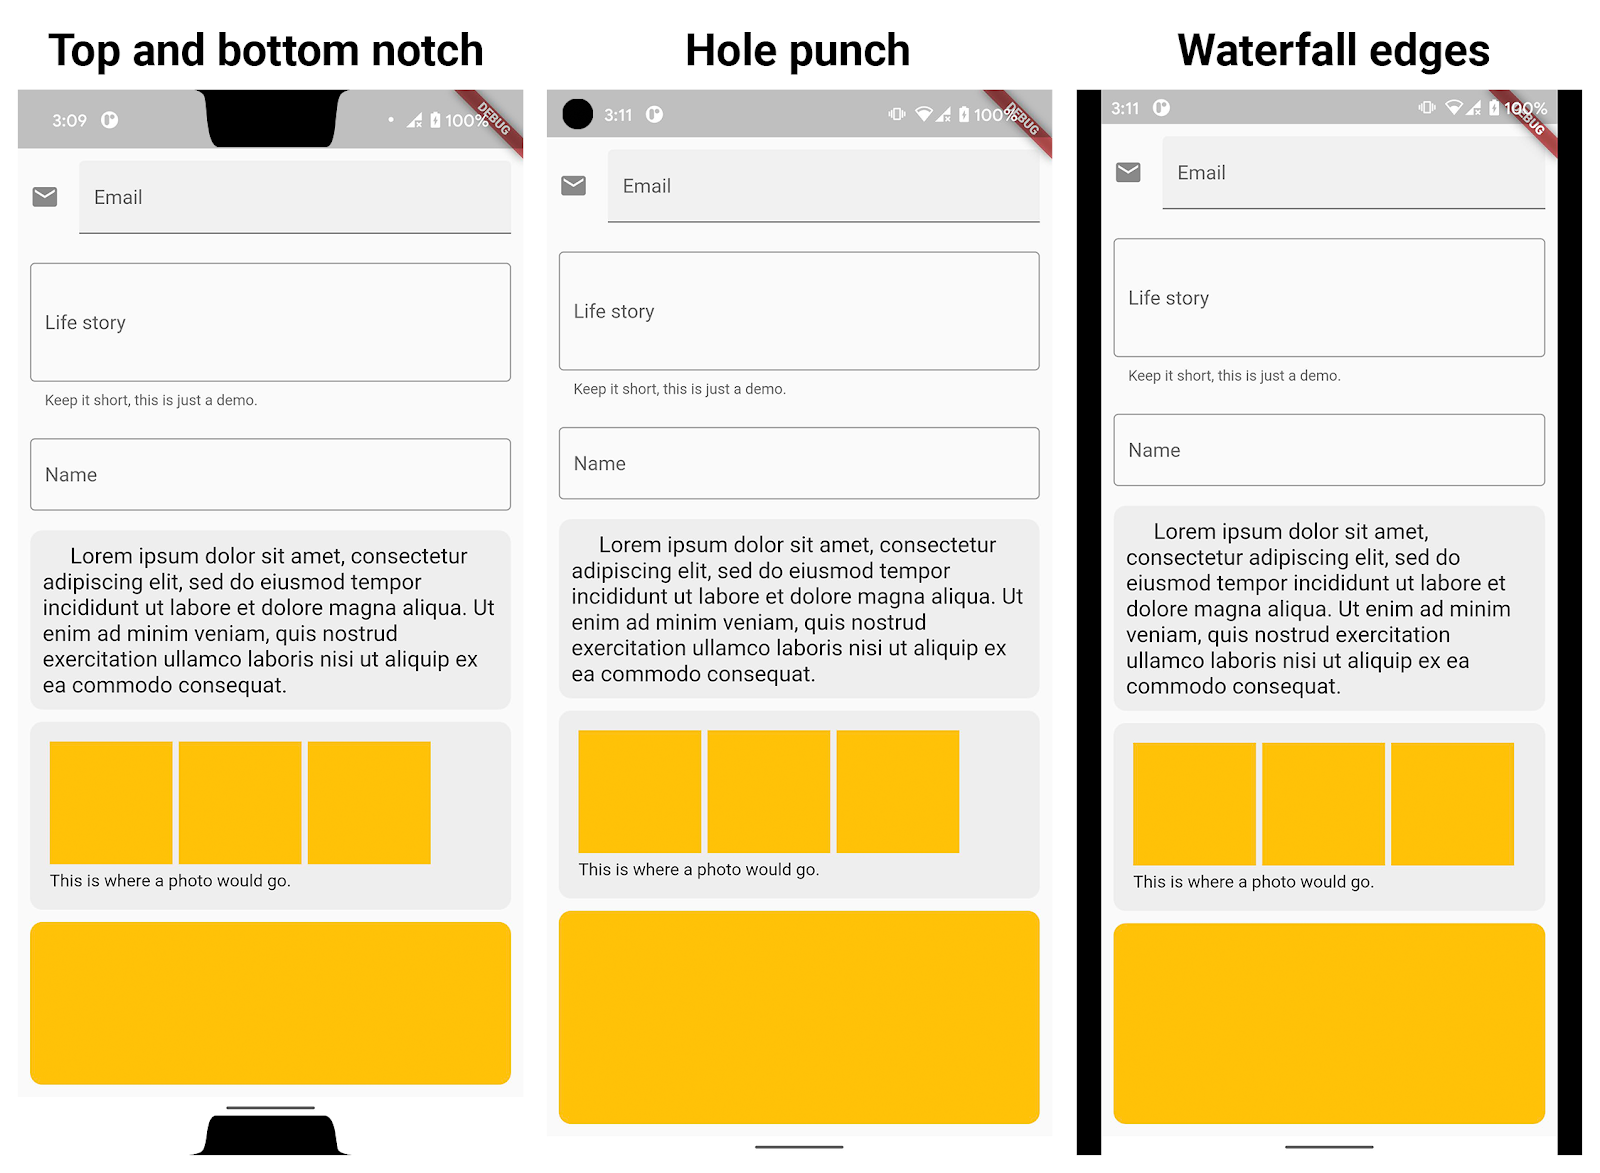 Top and bottom notch
3:09 100%
DEBUG
Email
Life story
Keep it short, this is just a demo.
Name
Lorem ipsum dolor sit amet, consectetur
adipiscing elit, sed do eiusmod tempor
incididunt ut labore et dolore magna aliqua. Ut
enim ad minim veniam, quis nostrud
exercitation ullamco laboris nisi ut aliquip ex
ea commodo consequat.
This is where a photo would go.
Hole punch
3:11 100%
DEBUG
Email
Life story
Keep it short, this is just a demo.
Name
Lorem ipsum dolor sit amet, consectetur
adipiscing elit, sed do eiusmod tempor
incididunt ut labore et dolore magna aliqua. Ut
enim ad minim veniam, quis nostrud
exercitation ullamco laboris nisi ut aliquip ex
ea commodo consequat.
This is where a photo would go.
Waterfall edges
3:11 100%
DEBUG
Email
Life story
Keep it short, this is just a demo.
Name
Lorem ipsum dolor sit amet,
consectetur adipiscing elit, sed do
eiusmod tempor incididunt ut labore et
dolore magna aliqua. Ut enim ad minim
veniam, quis nostrud exercitation
ullamco laboris nisi ut aliquip ex ea
commodo consequat.
This is where a photo would go.